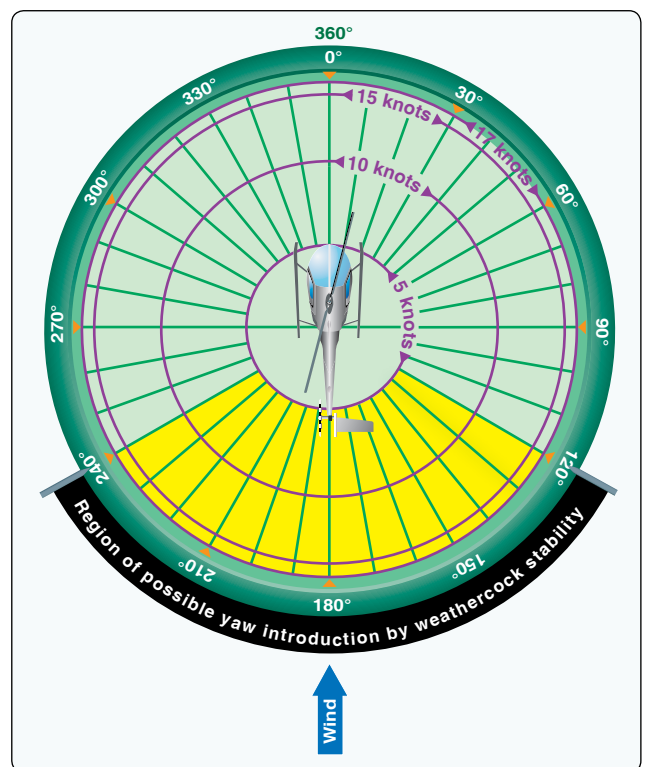 360°
0°
330°
30°
15 knots
17 knots
10 knots
300°
60°
5 knots
270°
90°
240°
120°
210°
150°
180°
Region of possible yaw introduction by weathercock stability
Wind